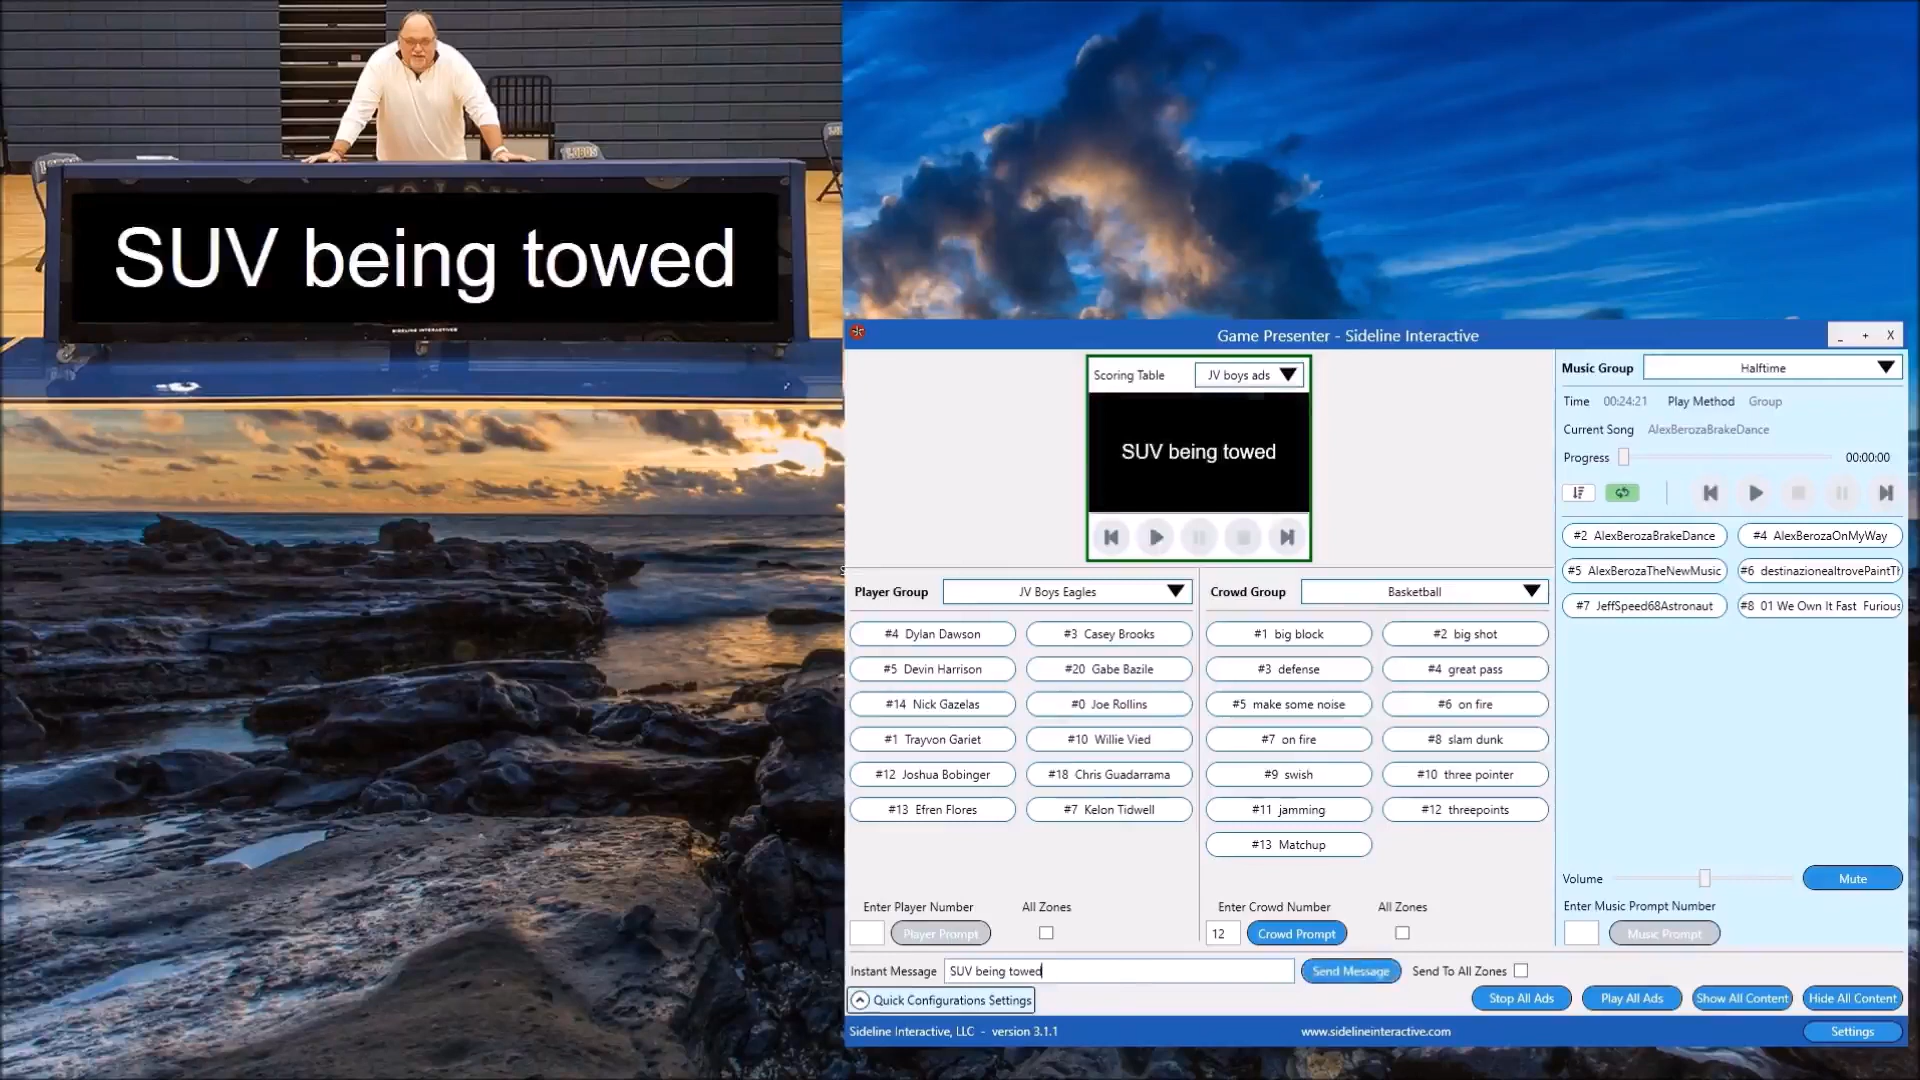 LOBOS
SUV being towed
SIDELINE INTERACTIVE
Game Presenter - Sideline Interactive
_ + X
Scoring Table JV boys ads
SUV being towed
Music Group Halftime
Time 00:24:21 Play Method Group
Current Song AlexBerozaBrakeDance
Progress 00:00:00
#2 AlexBerozaBrakeDance #4 AlexBerozaOnMyWay
#5 AlexBerozaTheNewMusic #6 destinazionealtrovePaintTh
#7 JeffSpeed68Astronaut #8 01 We Own It Fast Furious
Volume Mute
Enter Music Prompt Number
Music Prompt
Player Group JV Boys Eagles
#4 Dylan Dawson #3 Casey Brooks
#5 Devin Harrison #20 Gabe Bazile
#14 Nick Gazelas #0 Joe Rollins
#1 Trayvon Gariet #10 Willie Vied
#12 Joshua Bobinger #18 Chris Guadarrama
#13 Efren Flores #7 Kelon Tidwell
Enter Player Number All Zones
Player Prompt
Crowd Group Basketball
#1 big block #2 big shot
#3 defense #4 great pass
#5 make some noise #6 on fire
#7 on fire #8 slam dunk
#9 swish #10 three pointer
#11 jamming #12 threepoints
#13 Matchup
Enter Crowd Number All Zones
12 Crowd Prompt
Instant Message SUV being towed Send Message Send To All Zones
Quick Configurations Settings Stop All Ads Play All Ads Show All Content Hide All Content
Sideline Interactive, LLC - version 3.1.1 www.sidelineinteractive.com Settings